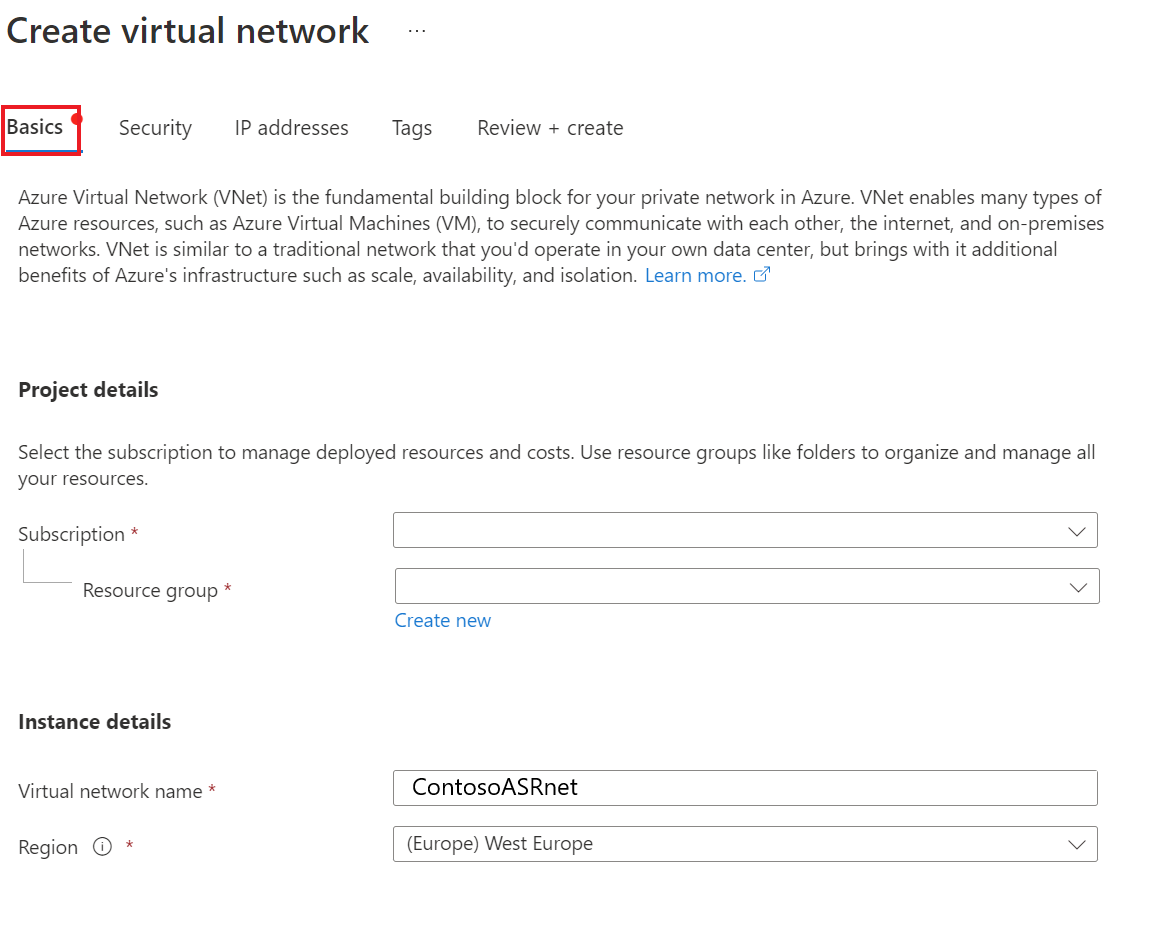 Create virtual network ...
Basics Security IP addresses Tags Review + create
Azure Virtual Network (VNet) is the fundamental building block for your private network in Azure. VNet enables many types of
Azure resources, such as Azure Virtual Machines (VM), to securely communicate with each other, the internet, and on-premises
networks. VNet is similar to a traditional network that you'd operate in your own data center, but brings with it additional
benefits of Azure's infrastructure such as scale, availability, and isolation. Learn more.
Project details
Select the subscription to manage deployed resources and costs. Use resource groups like folders to organize and manage all
your resources.
Subscription *
Resource group *
Create new
Instance details
Virtual network name * ContosoASRnet
Region * (Europe) West Europe